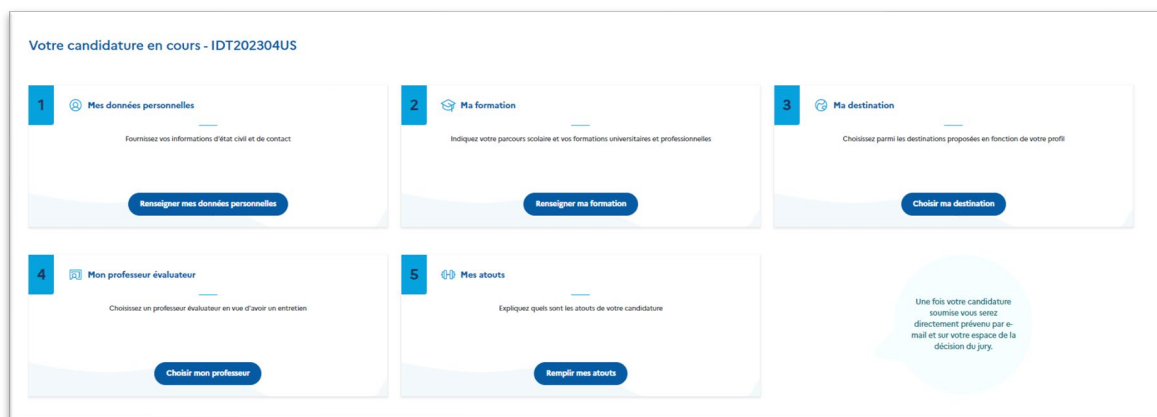 Votre candidature en cours - IDT202304US
1
Mes données personnelles
Fournissez vos informations d'état civil et de contact
Renseigner mes données personnelles
2
Ma formation
Indiquez votre parcours scolaire et vos formations universitaires et professionnelles
Renseigner ma formation
3
Ma destination
Choisissez parmi les destinations proposées en fonction de votre profil
Choisir ma destination
4
Mon professeur évaluateur
Choisissez un professeur évaluateur en vue d'avoir un entretien
Choisir mon professeur
5
Mes atouts
Expliquez quels sont les atouts de votre candidature
Remplir mes atouts
Une fois votre candidature
soumise vous serez
directement prévenu par e-
mail et sur votre espace de la
décision du jury.